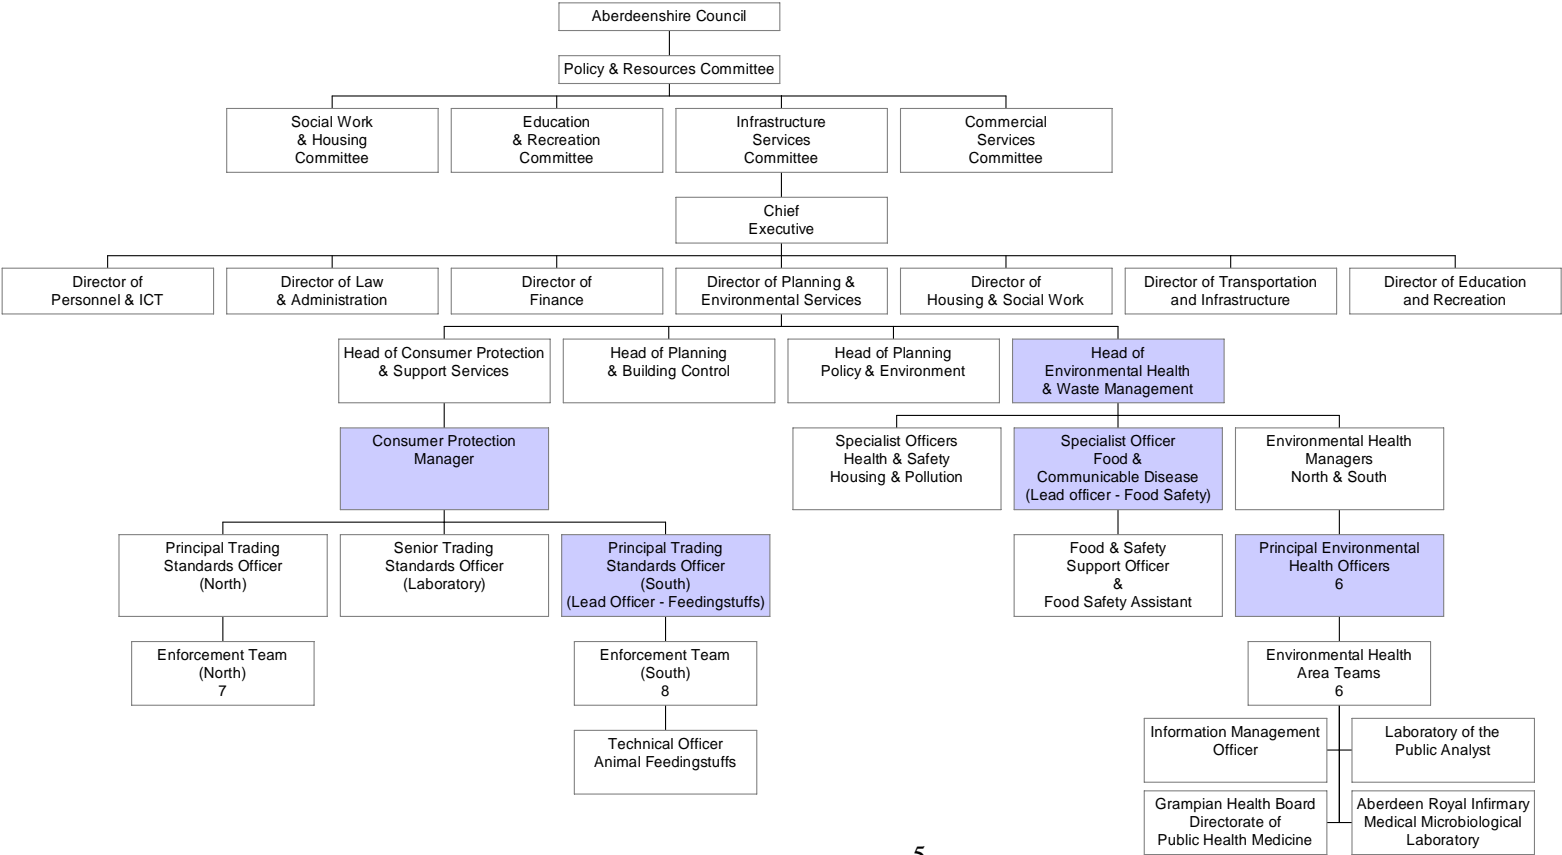 Aberdeenshire Council
Policy & Resources Committee
Social Work
& Housing
Committee
Education
& Recreation
Committee
Infrastructure
Services
Committee
Commercial
Services
Committee
Chief
Executive
Director of
Personnel & ICT
Director of Law
& Administration
Director of
Finance
Director of Planning &
Environmental Services
Director of
Housing & Social Work
Director of Transportation
and Infrastructure
Director of Education
and Recreation
Head of Consumer Protection
& Support Services
Head of Planning
& Building Control
Head of Planning
Policy & Environment
Head of
Environmental Health
& Waste Management
Consumer Protection
Manager
Specialist Officers
Health & Safety
Housing & Pollution
Specialist Officer
Food &
Communicable Disease
(Lead officer - Food Safety)
Environmental Health
Managers
North & South
Principal Trading
Standards Officer
(North)
Senior Trading
Standards Officer
(Laboratory)
Principal Trading
Standards Officer
(South)
(Lead Officer - Feedingstuffs)
Food & Safety
Support Officer
&
Food Safety Assistant
Principal Environmental
Health Officers
6
Enforcement Team
(North)
7
Enforcement Team
(South)
8
Environmental Health
Area Teams
6
Technical Officer
Animal Feedingstuffs
Information Management
Officer
Laboratory of the
Public Analyst
Grampian Health Board
Directorate of
Public Health Medicine
Aberdeen Royal Infirmary
Medical Microbiological
Laboratory
5